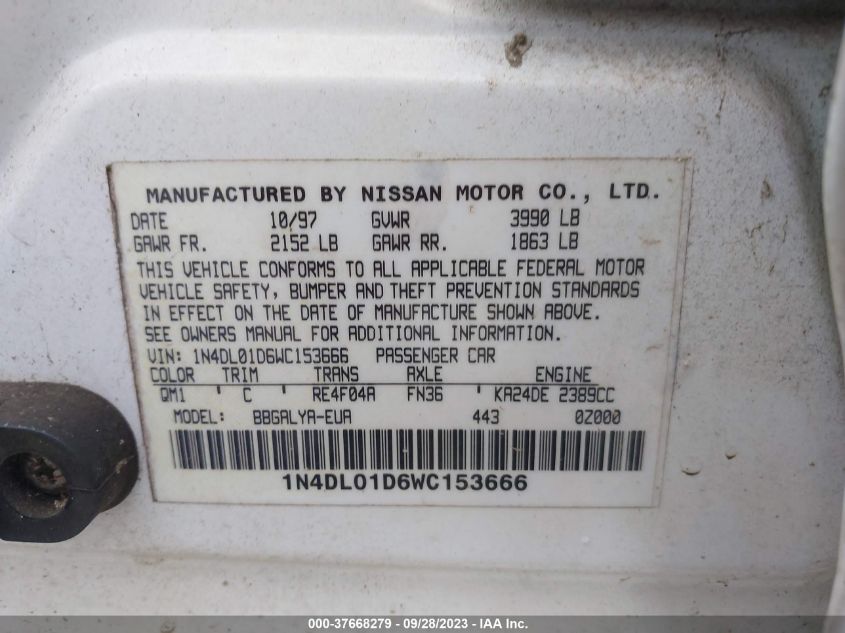 MANUFACTURED BY NISSAN MOTOR CO., LTD.
DATE 10/97 GVWR 3990 LB
GAWR FR. 2152 LB GAWR RR. 1863 LB
THIS VEHICLE CONFORMS TO ALL APPLICABLE FEDERAL MOTOR
VEHICLE SAFETY, BUMPER AND THEFT PREVENTION STANDARDS
IN EFFECT ON THE DATE OF MANUFACTURE SHOWN ABOVE.
SEE OWNERS MANUAL FOR ADDITIONAL INFORMATION.
VIN: 1N4DL01D6WC153666 PASSENGER CAR
COLOR TRIM TRANS AXLE ENGINE
QM1 C RE4F04A FN36 KA24DE 2389CC
MODEL: BBGALYA-EUA 443 0Z000
1N4DL01D6WC153666
000-37668279 - 09/28/2023 - IAA Inc.